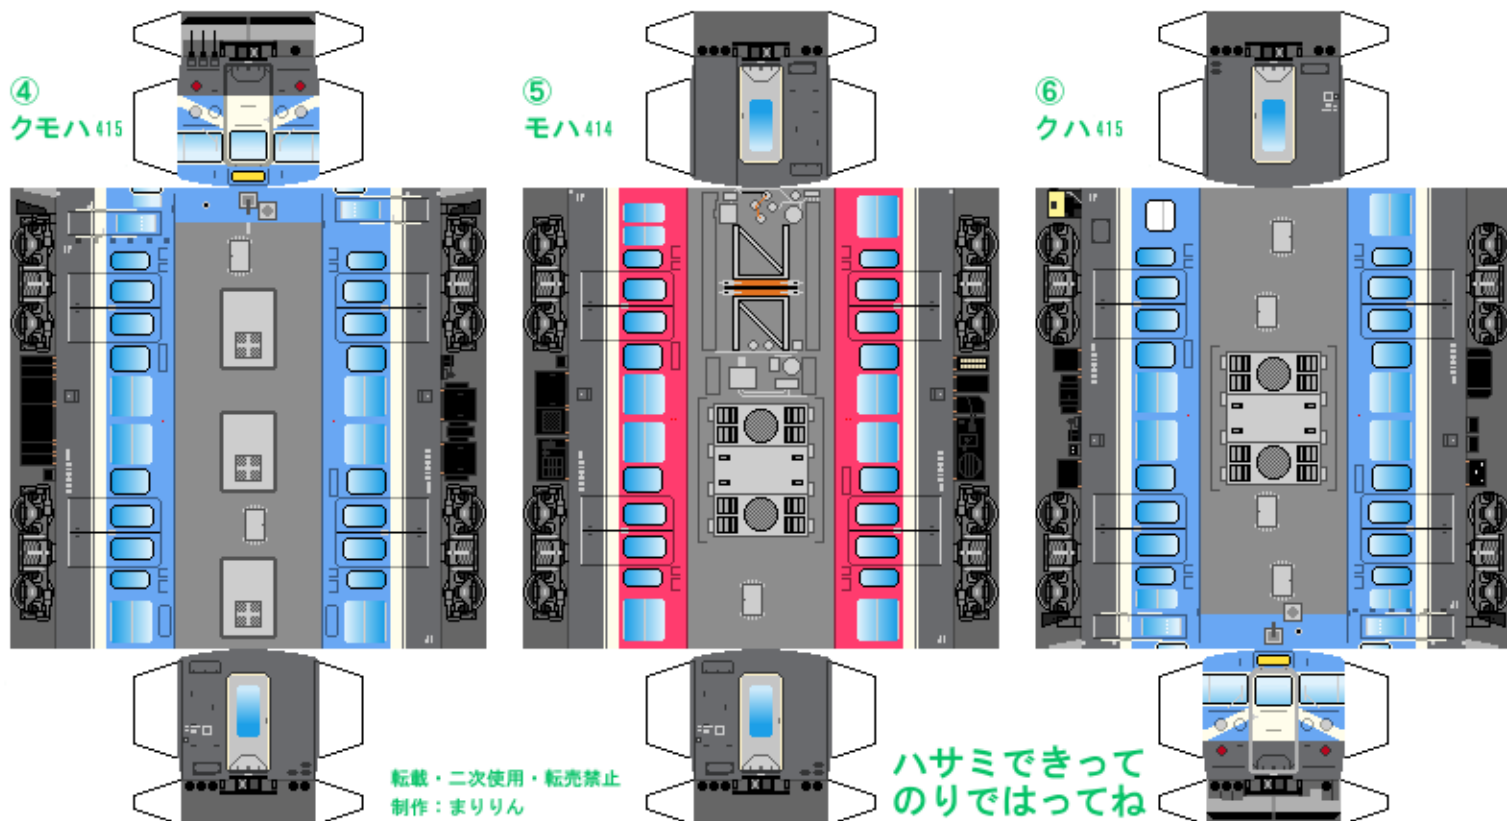 ④
クモハ415
⑤
モハ414
⑥
クハ415
転載・二次使用・転売禁止
制作：まりりん
ハサミできって
のりではってね